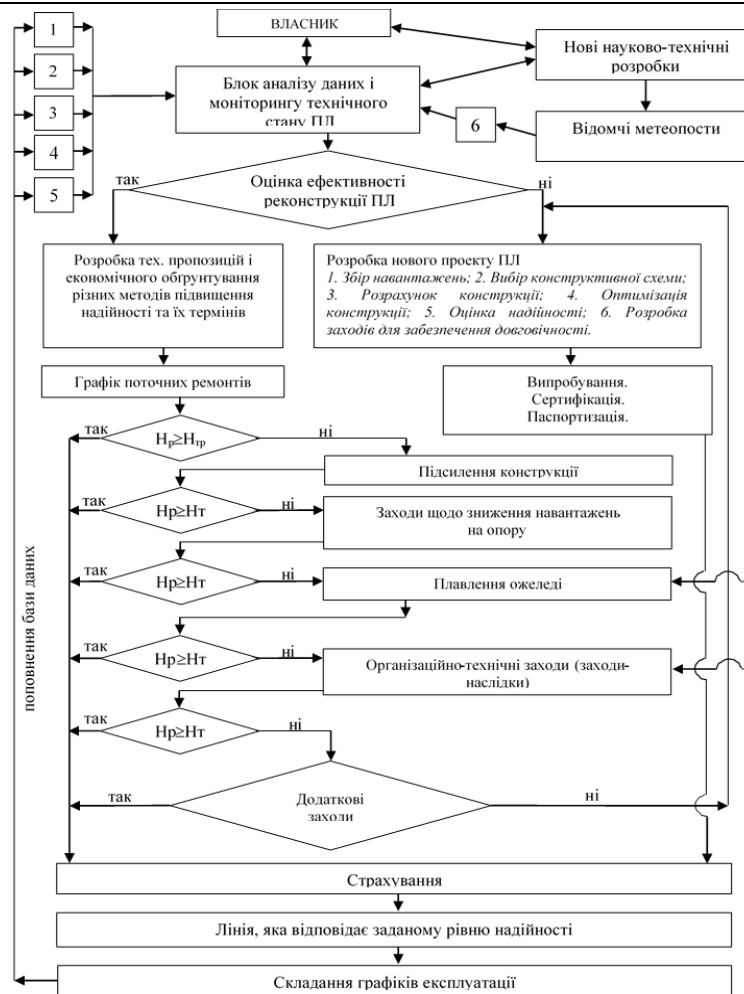 1
2
3
4
5
ВЛАСНИК
Нові науково-технічні
розробки
Блок аналізу даних і
моніторингу технічного
стану ПЛ
6
Відомчі метеопости
так
Оцінка ефективності
реконструкції ПЛ
ні
Розробка тех. пропозицій і
економічного обґрунтування
різних методів підвищення
надійності та їх термінів
Розробка нового проекту ПЛ
1. Збір навантажень; 2. Вибір конструктивної схеми;
3. Розрахунок конструкції; 4. Оптимізація
конструкції; 5. Оцінка надійності; 6. Розробка
заходів для забезпечення довговічності.
Графік поточних ремонтів
Випробування.
Сертифікація.
Паспортизація.
так
Нр≥Нтр
ні
Підсилення конструкції
так
Нр≥Нт
ні
Заходи щодо зниження навантажень
на опору
так
Нр≥Нт
ні
Плавлення ожеледі
так
Нр≥Нт
ні
Організаційно-технічні заходи (заходи-
наслідки)
так
Нр≥Нт
ні
так
Додаткові
заходи
ні
поповнення бази даних
Страхування
Лінія, яка відповідає заданому рівню надійності
Складання графіків експлуатації